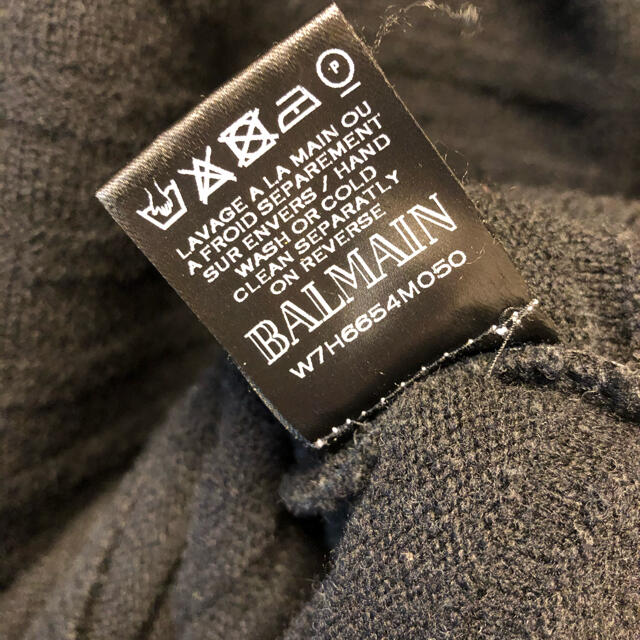 P
LAVAGE A LA MAIN OU
A FROID SEPAREMENT
SUR ENVERS / HAND
WASH OR COLD
CLEAN SEPARATLY
ON REVERSE
BALMAIN
W7H6654M050